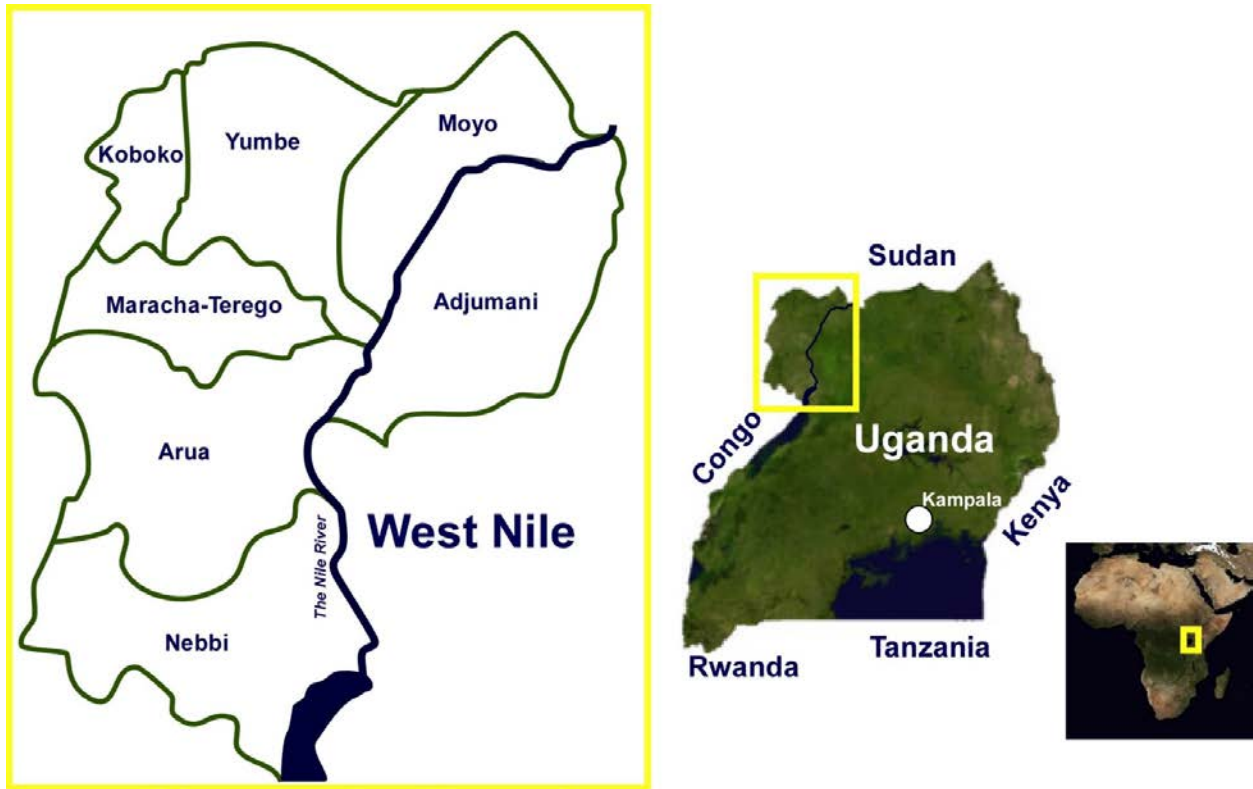 Koboko
Yumbe
Moyo
Maracha-Terego
Adjumani
Arua
West Nile
The Nile River
Nebbi
Sudan
Congo
Uganda
Kampala
Kenya
Tanzania
Rwanda